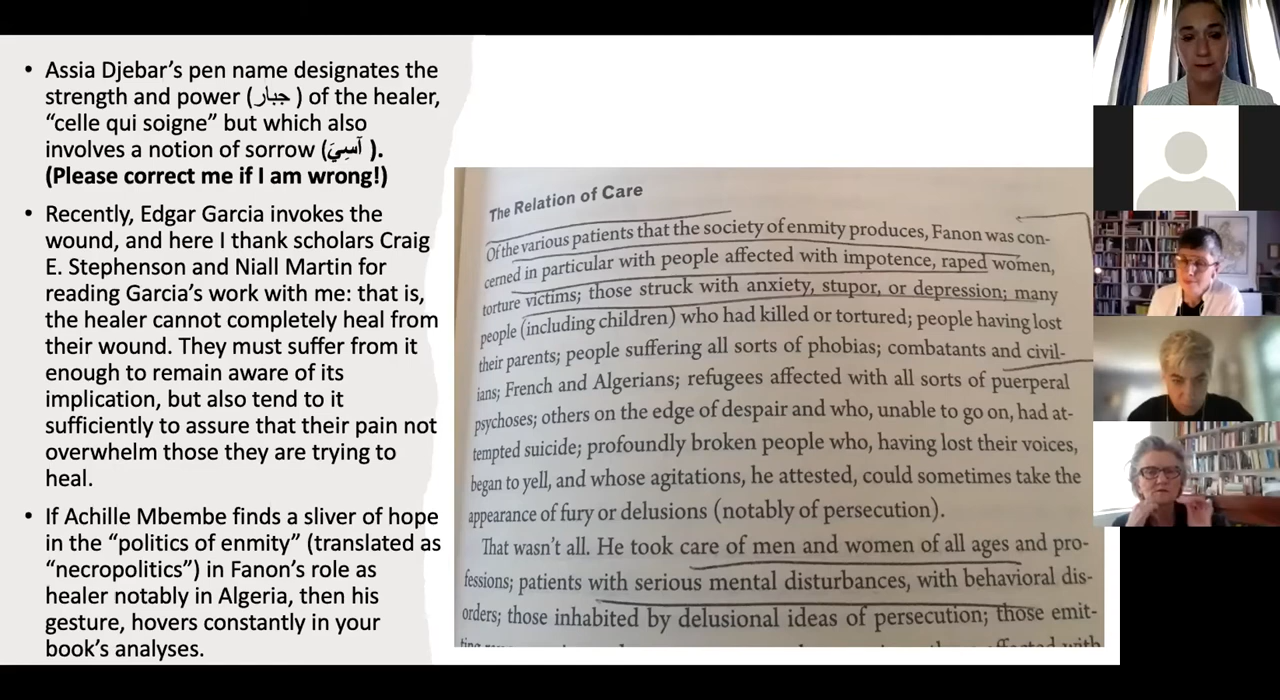 • Assia Djebar’s pen name designates the
strength and power (جبار ) of the healer,
“celle qui soigne” but which also
involves a notion of sorrow (آسِيَ ).
(Please correct me if I am wrong!)
• Recently, Edgar Garcia invokes the
wound, and here I thank scholars Craig
E. Stephenson and Niall Martin for
reading Garcia’s work with me: that is,
the healer cannot completely heal from
their wound. They must suffer from it
enough to remain aware of its
implication, but also tend to it
sufficiently to assure that their pain not
overwhelm those they are trying to
heal.
• If Achille Mbembe finds a sliver of hope
in the “politics of enmity” (translated as
“necropolitics”) in Fanon’s role as
healer notably in Algeria, then his
gesture, hovers constantly in your
book’s analyses.
The Relation of Care
Of the various patients that the society of enmity produces, Fanon was con-
cerned in particular with people affected with impotence, raped women,
torture victims; those struck with anxiety, stupor, or depression; many
people (including children) who had killed or tortured; people having lost
their parents; people suffering all sorts of phobias; combatants and civil-
ians; French and Algerians; refugees affected with all sorts of puerperal
psychoses; others on the edge of despair and who, unable to go on, had at-
tempted suicide; profoundly broken people who, having lost their voices,
began to yell, and whose agitations, he attested, could sometimes take the
appearance of fury or delusions (notably of persecution).
That wasn’t all. He took care of men and women of all ages and pro-
fessions; patients with serious mental disturbances, with behavioral dis-
orders; those inhabited by delusional ideas of persecution; those emit-